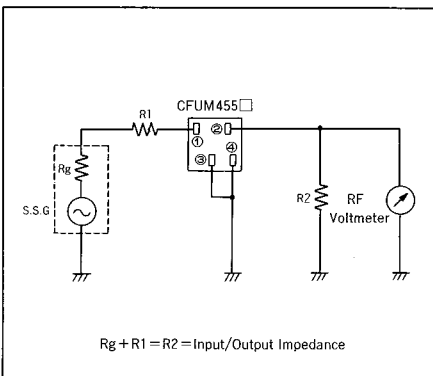 CFUM455□
R1
①
②
③
④
Rg
S.S.G
R2
RF
Voltmeter
Rg+R1=R2=Input/Output Impedance